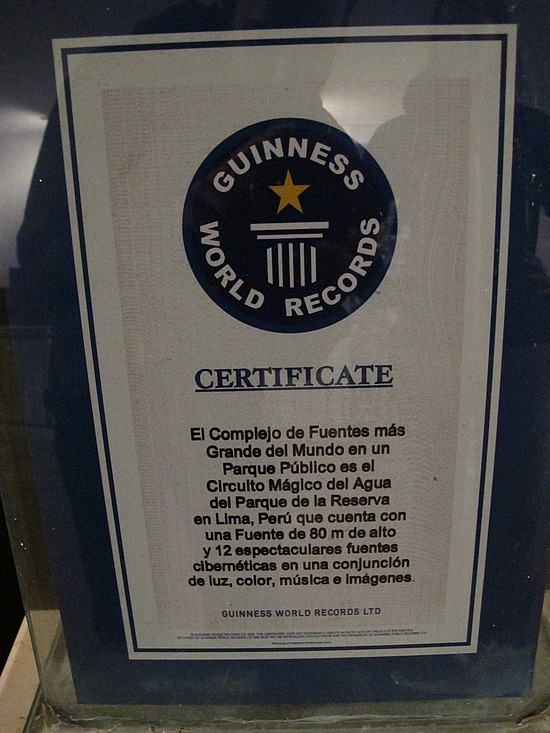 GUINNESS
WORLD RECORDS
CERTIFICATE
El Complejo de Fuentes más
Grande del Mundo en un
Parque Público es el
Circuito Mágico del Agua
del Parque de la Reserva
en Lima, Perú que cuenta con
una Fuente de 80 m de alto
y 12 espectaculares fuentes
cibernéticas en una conjunción
de luz, color, música e imágenes.
GUINNESS WORLD RECORDS LTD